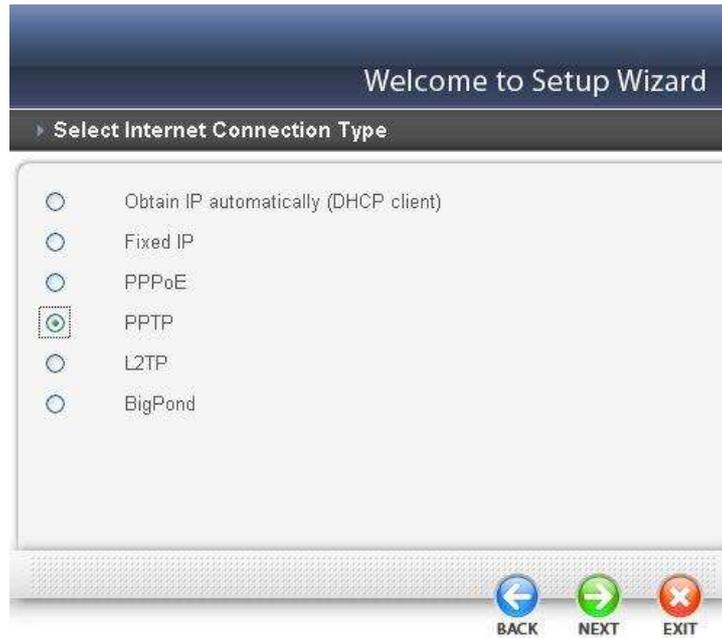 Welcome to Setup Wizard
Select Internet Connection Type
Obtain IP automatically (DHCP client)
Fixed IP
PPPoE
PPTP
L2TP
BigPond
BACK NEXT EXIT